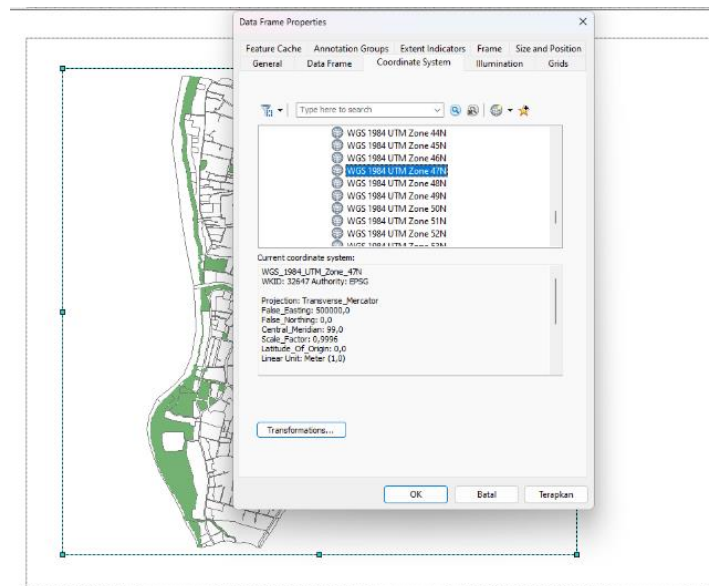 Data Frame Properties
Feature Cache Annotation Groups Extent Indicators Frame Size and Position
General Data Frame Coordinate System Illumination Grids
Type here to search
WGS 1984 UTM Zone 44N
WGS 1984 UTM Zone 45N
WGS 1984 UTM Zone 46N
WGS 1984 UTM Zone 47N
WGS 1984 UTM Zone 48N
WGS 1984 UTM Zone 49N
WGS 1984 UTM Zone 50N
WGS 1984 UTM Zone 51N
WGS 1984 UTM Zone 52N
WGS 1984 UTM Zone 53N
Current coordinate system:
WGS_1984_UTM_Zone_47N
WKID: 32647 Authority: EPSG
Projection: Transverse_Mercator
False_Easting: 500000,0
False_Northing: 0,0
Central_Meridian: 99,0
Scale_Factor: 0,9996
Latitude_Of_Origin: 0,0
Linear Unit: Meter (1,0)
Transformations...
OK Batal Terapkan